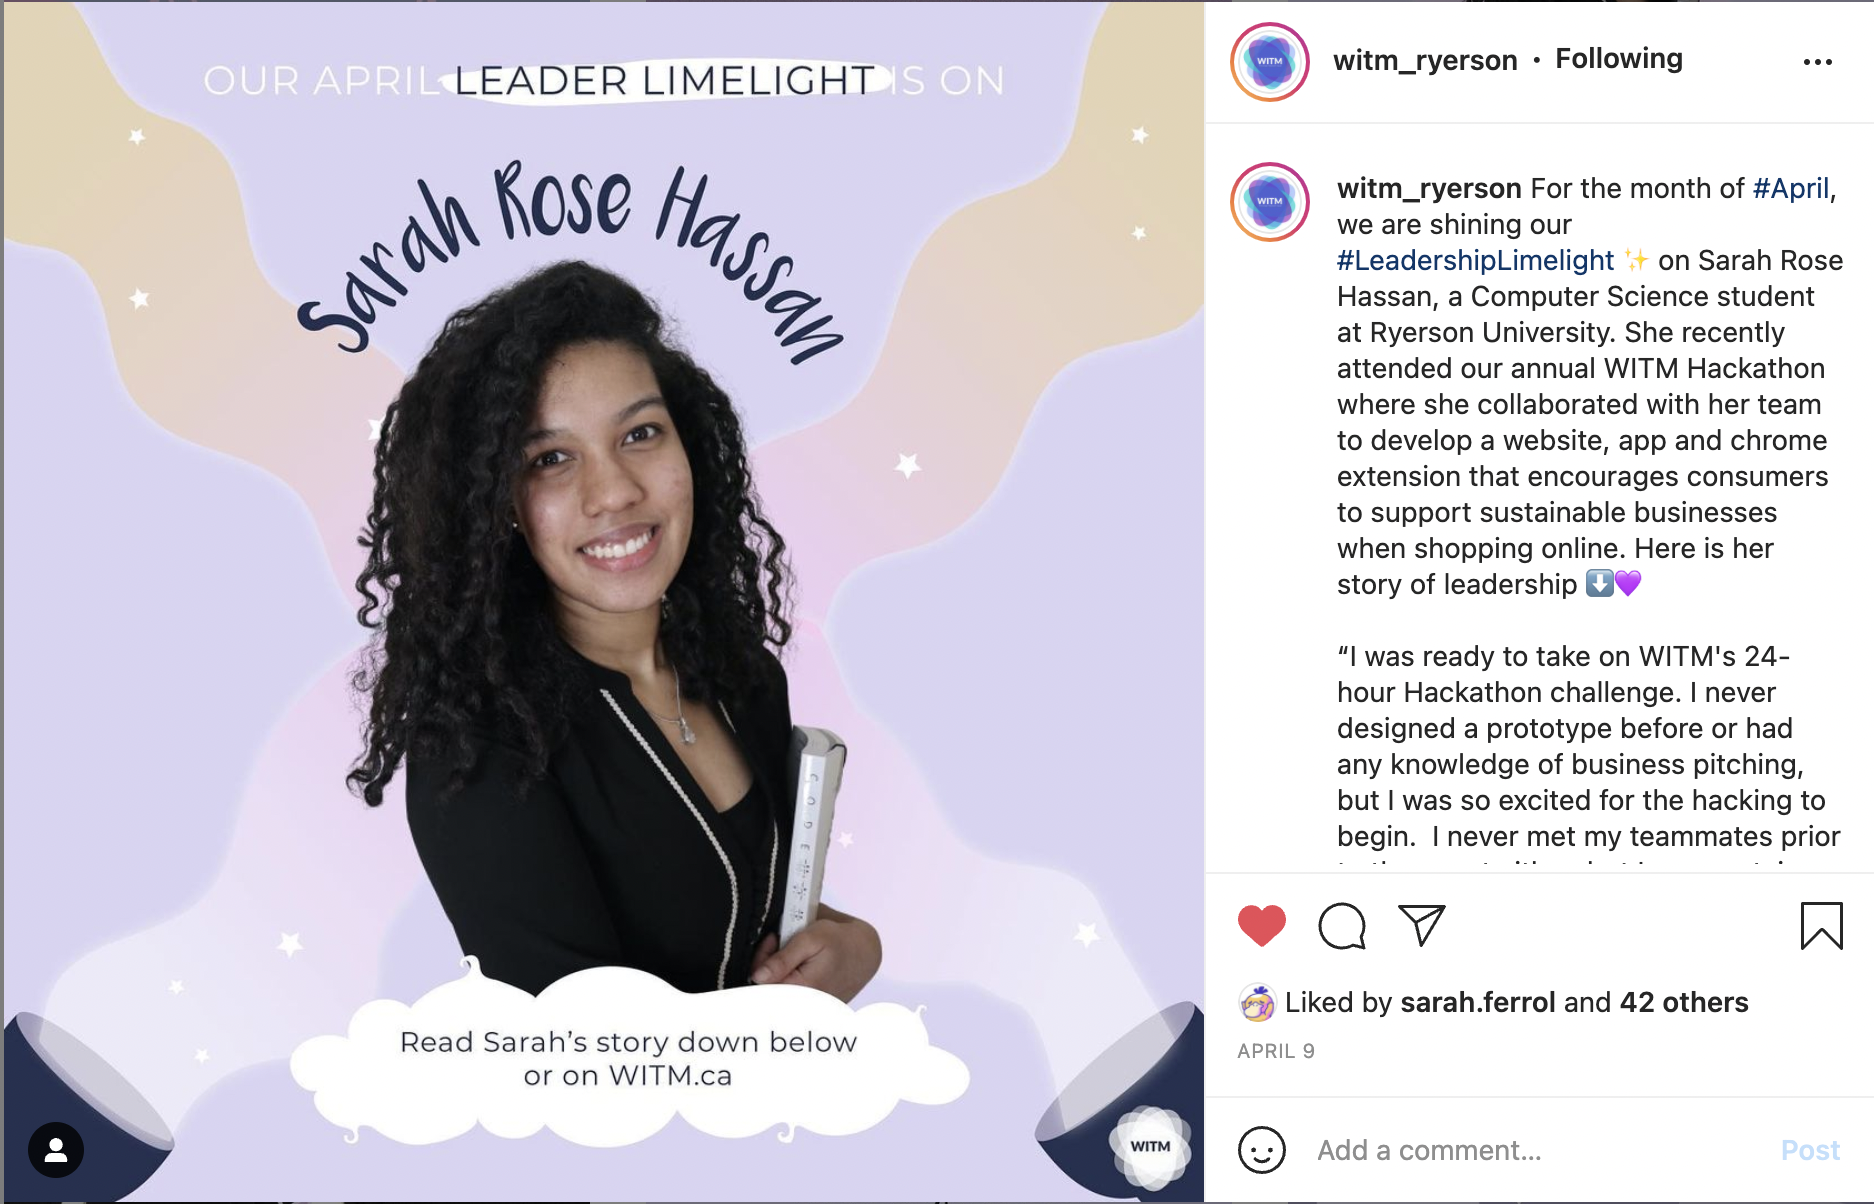 OUR APRIL LEADER LIMELIGHT IS ON
Sarah Rose Hassan
CODE
Read Sarah's story down below
or on WITM.ca
WITM
WITM
witm_ryerson • Following
WITM
witm_ryerson For the month of #April,
we are shining our
#LeadershipLimelight ✨ on Sarah Rose
Hassan, a Computer Science student
at Ryerson University. She recently
attended our annual WITM Hackathon
where she collaborated with her team
to develop a website, app and chrome
extension that encourages consumers
to support sustainable businesses
when shopping online. Here is her
story of leadership ⬇️💜
“I was ready to take on WITM's 24-
hour Hackathon challenge. I never
designed a prototype before or had
any knowledge of business pitching,
but I was so excited for the hacking to
begin.  I never met my teammates prior
Liked by sarah.ferrol and 42 others
APRIL 9
Add a comment...
Post